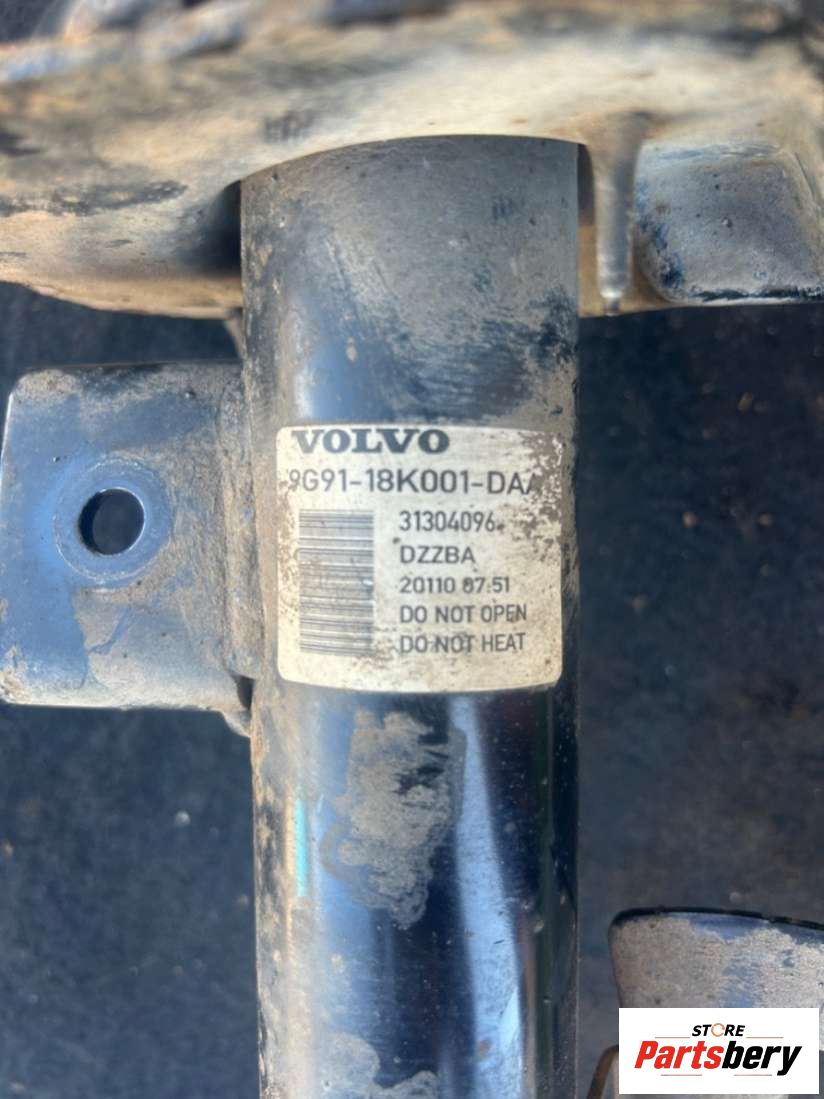 VOLVO
9G91-18K001-DAA
31304096
DZZBA
20110 87:51
DO NOT OPEN
DO NOT HEAT
STORE
Partsbery